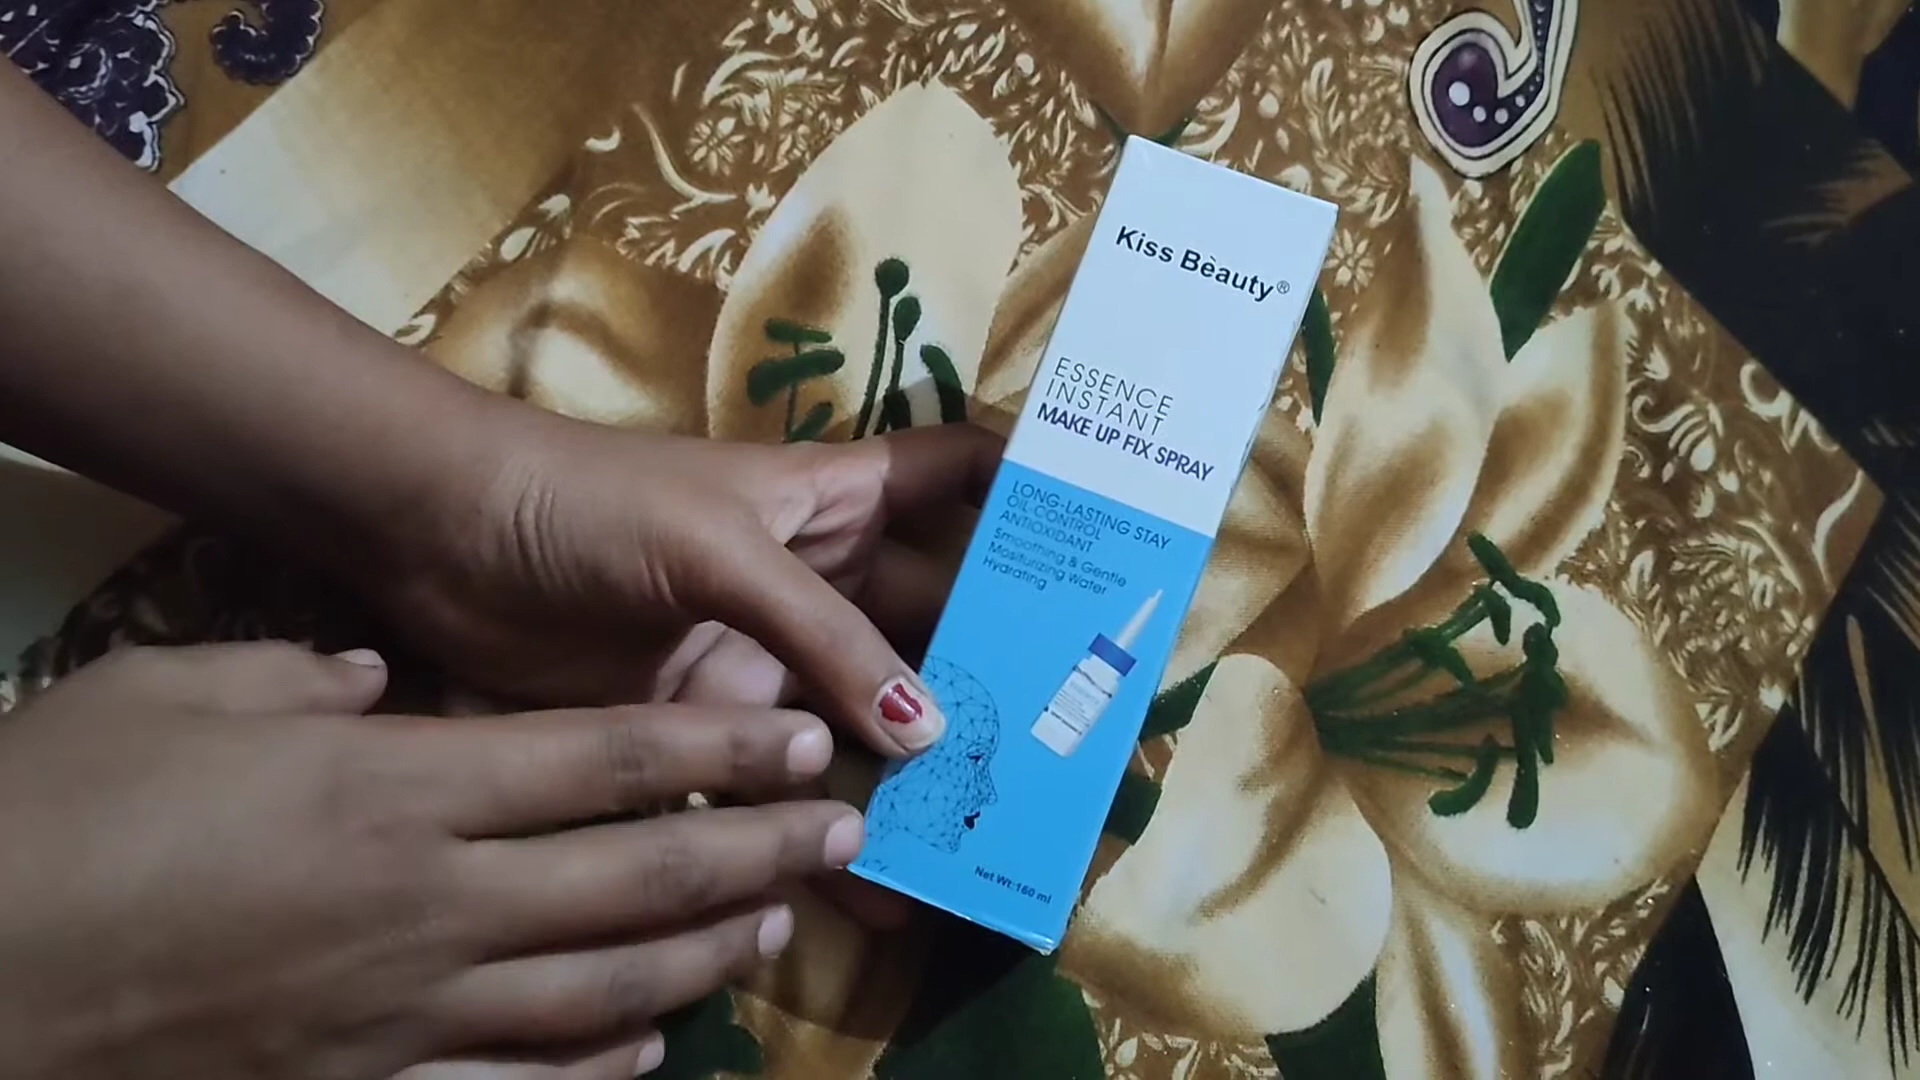 Kiss Bèauty®
ESSENCE
INSTANT
MAKE UP FIX SPRAY
LONG-LASTING STAY
OIL-CONTROL
ANTIOXIDANT
Smoothing & Gentle
Mositurizing Water
Hydrating
Net Wt:160 ml